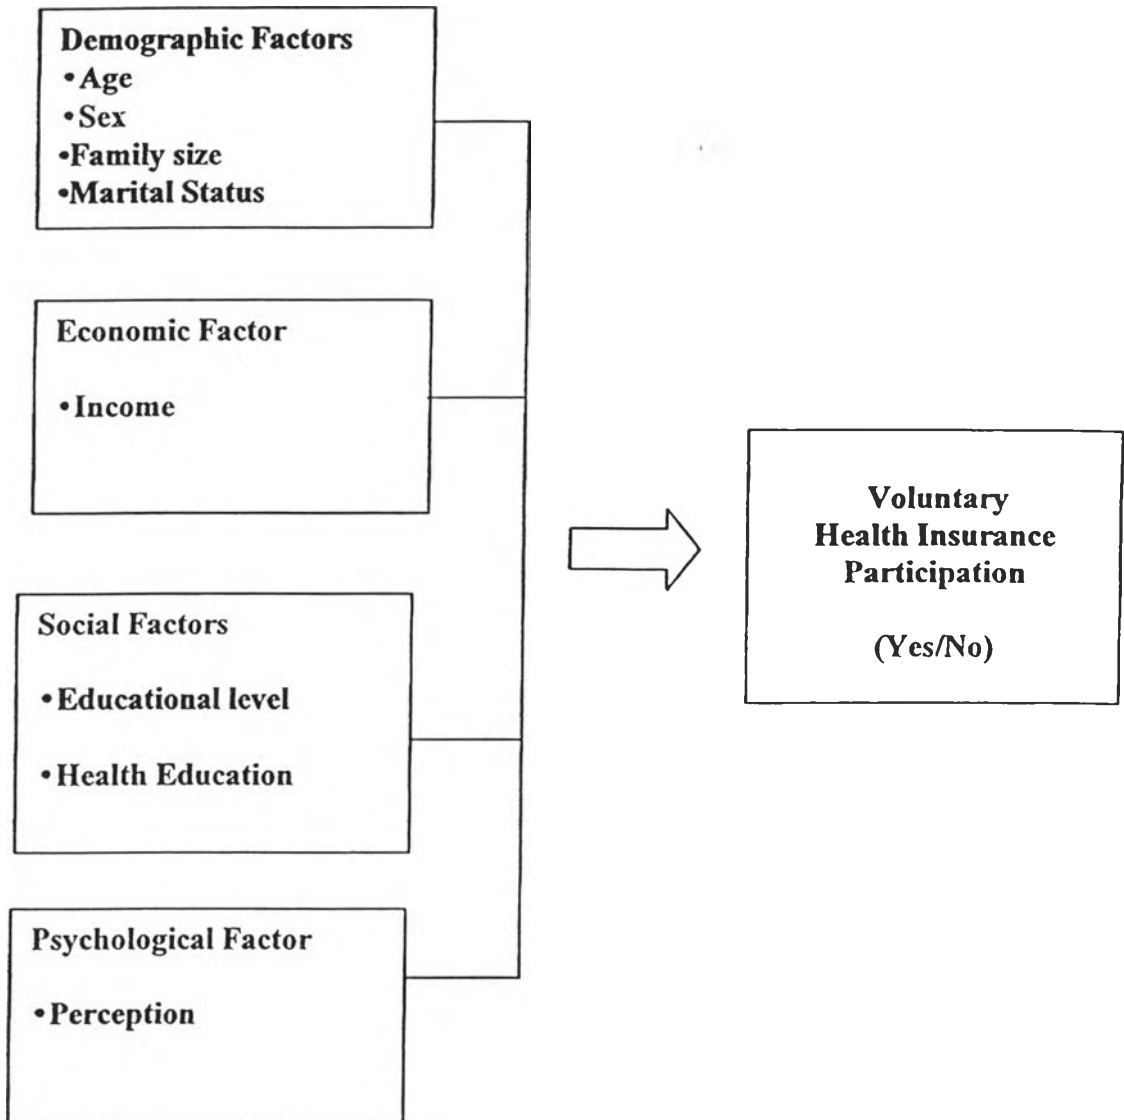 Demographic Factors
•Age
•Sex
•Family size
•Marital Status
Economic Factor
•Income
Social Factors
•Educational level
•Health Education
Psychological Factor
•Perception
Voluntary
Health Insurance
Participation
(Yes/No)